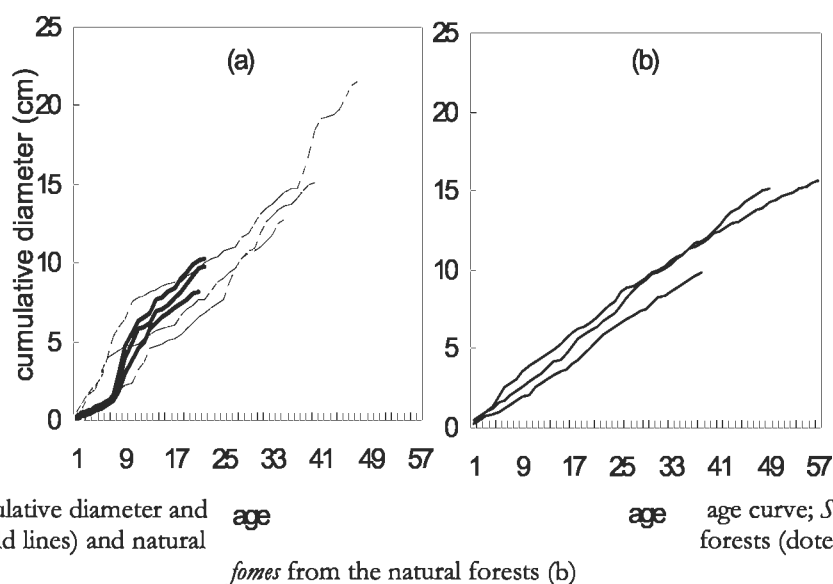 25
20
15
10
5
0
cumulative diameter (cm)
(a)
1 9 17 25 33 41 49 57
age
25
20
15
10
5
0
(b)
1 9 17 25 33 41 49 57
age
ulative diameter and
d lines) and natural
age curve; S
forests (dote
fomes from the natural forests (b)